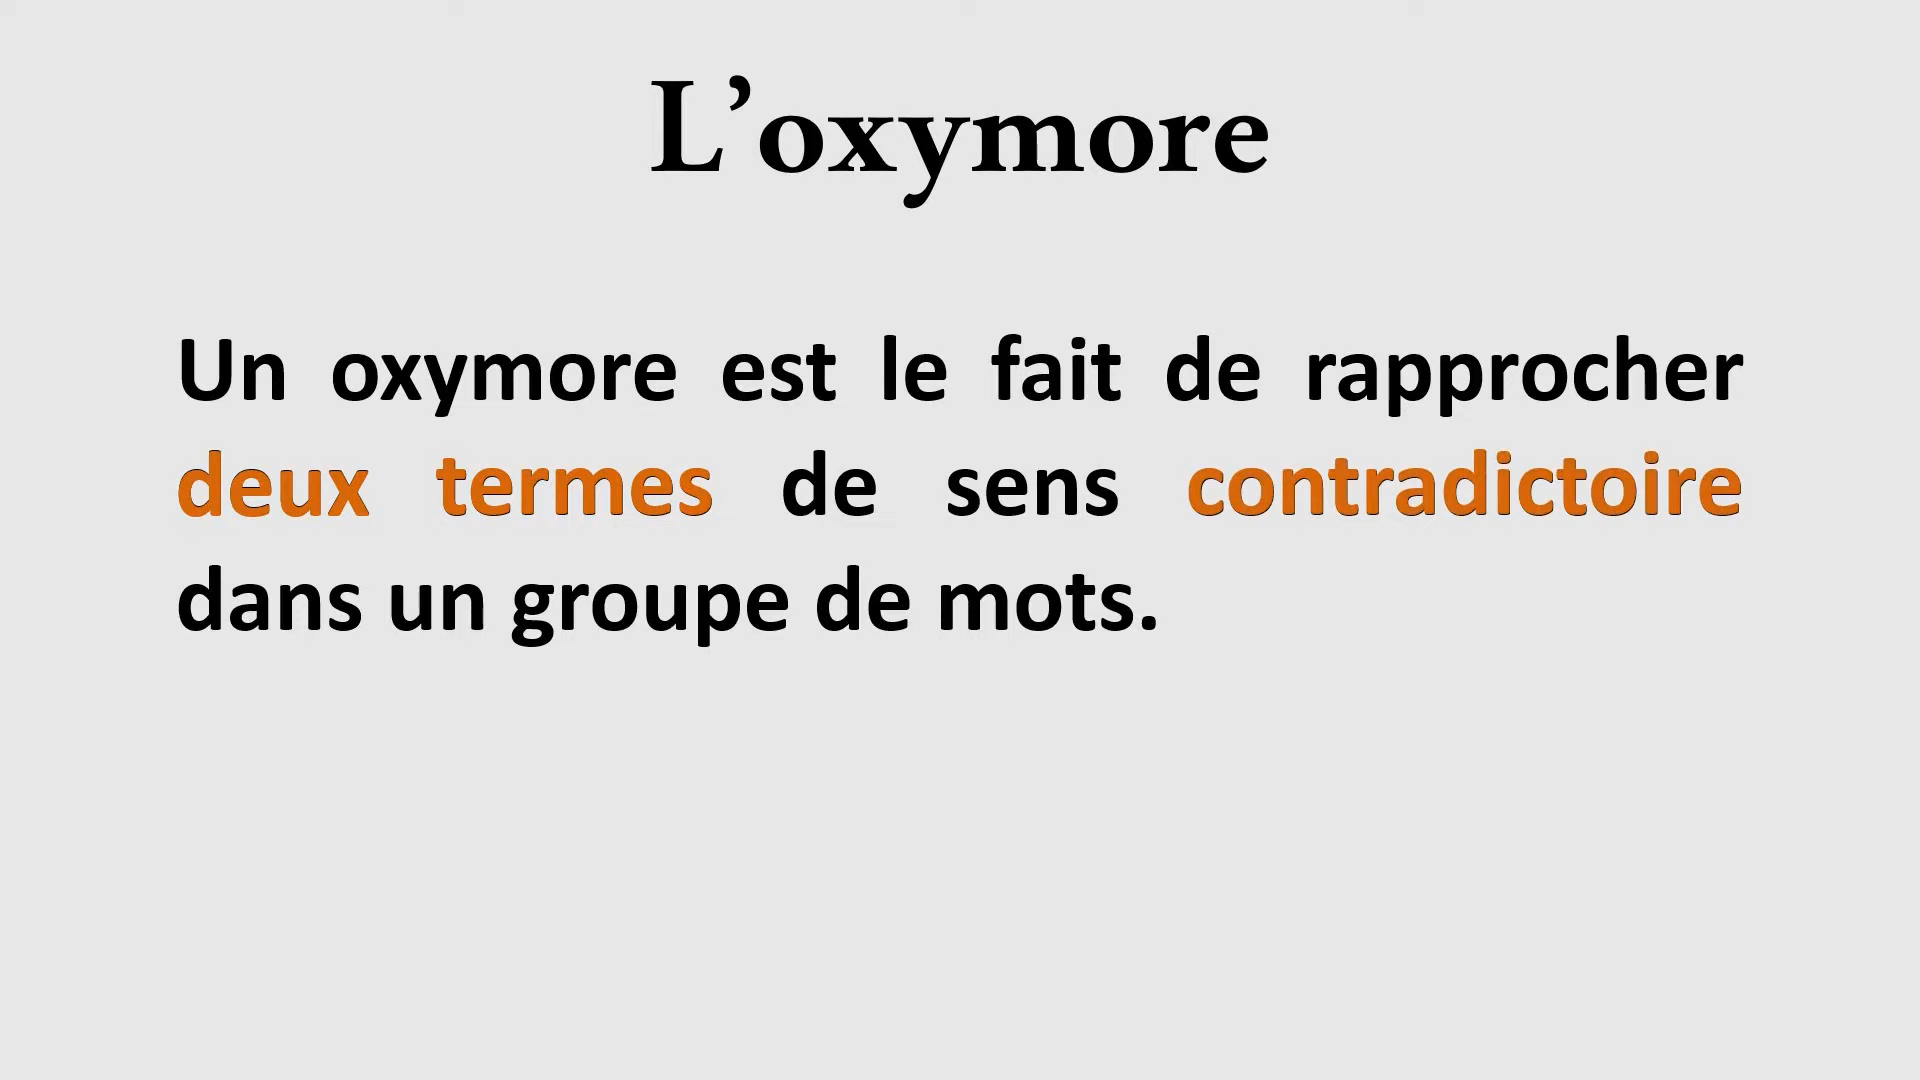 L’oxymore
Un oxymore est le fait de rapprocher
deux termes de sens contradictoire
dans un groupe de mots.